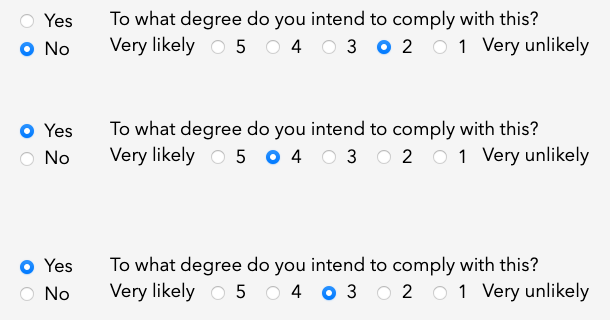 Yes To what degree do you intend to comply with this?
No Very likely 5 4 3 2 1 Very unlikely
Yes To what degree do you intend to comply with this?
No Very likely 5 4 3 2 1 Very unlikely
Yes To what degree do you intend to comply with this?
No Very likely 5 4 3 2 1 Very unlikely